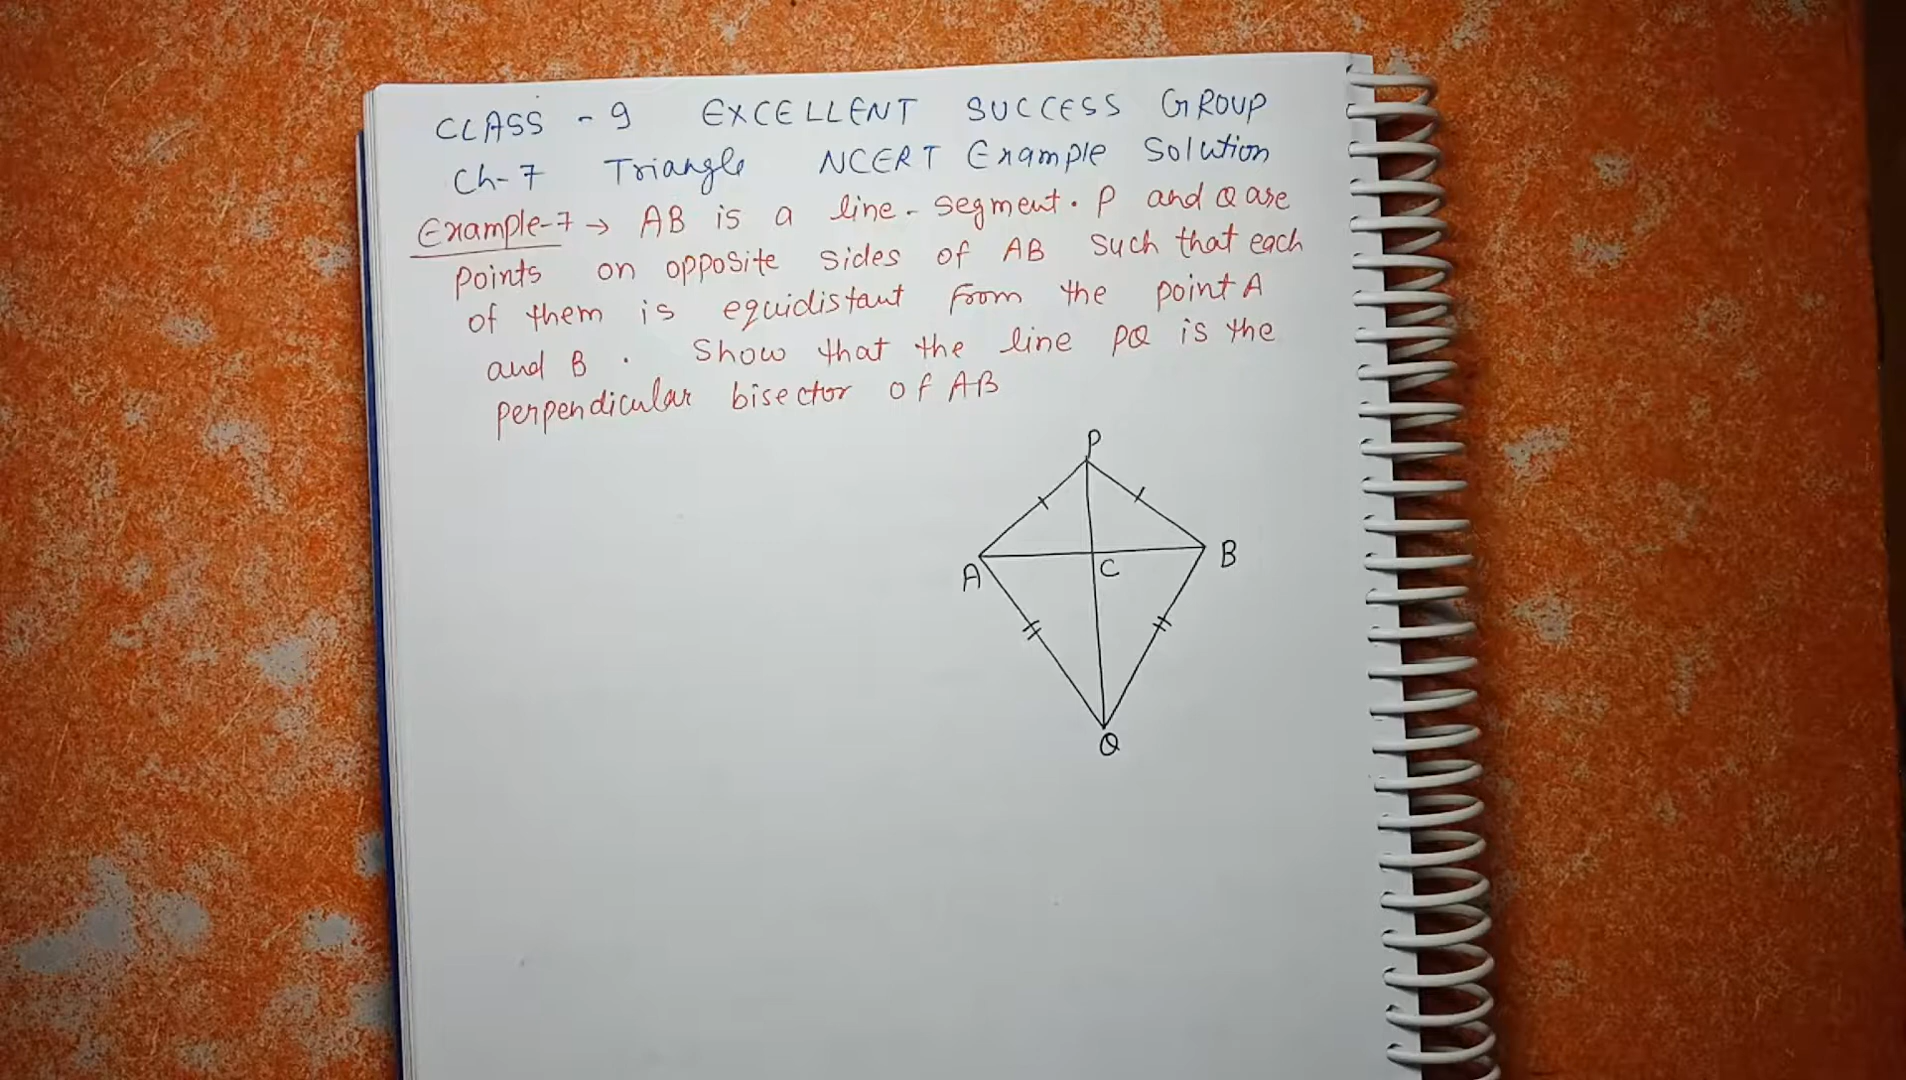 CLASS - 9 EXCELLENT SUCCESS GROUP
Ch-7 Triangle NCERT Example Solution
Example-7 → AB is a line-segment. P and Q are
points on opposite sides of AB such that each
of them is equidistant from the point A
and B . Show that the line PQ is the
perpendicular bisector of AB
P
A C B
Q